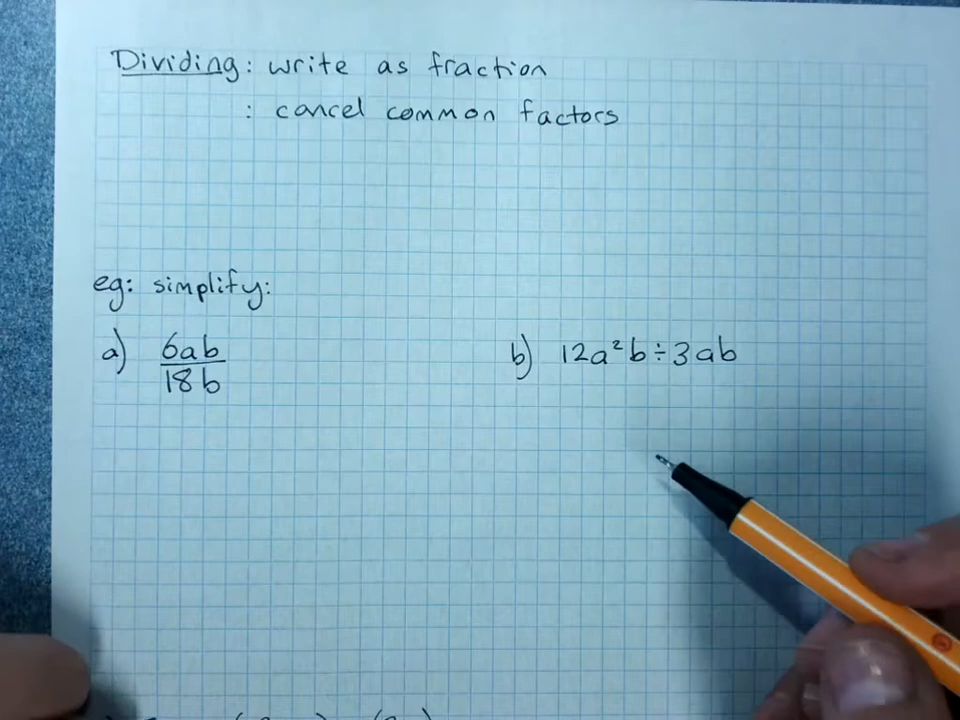 Dividing: write as fraction
: cancel common factors
eg: simplify:
a) 6ab/18b
b) 12a²b÷3ab